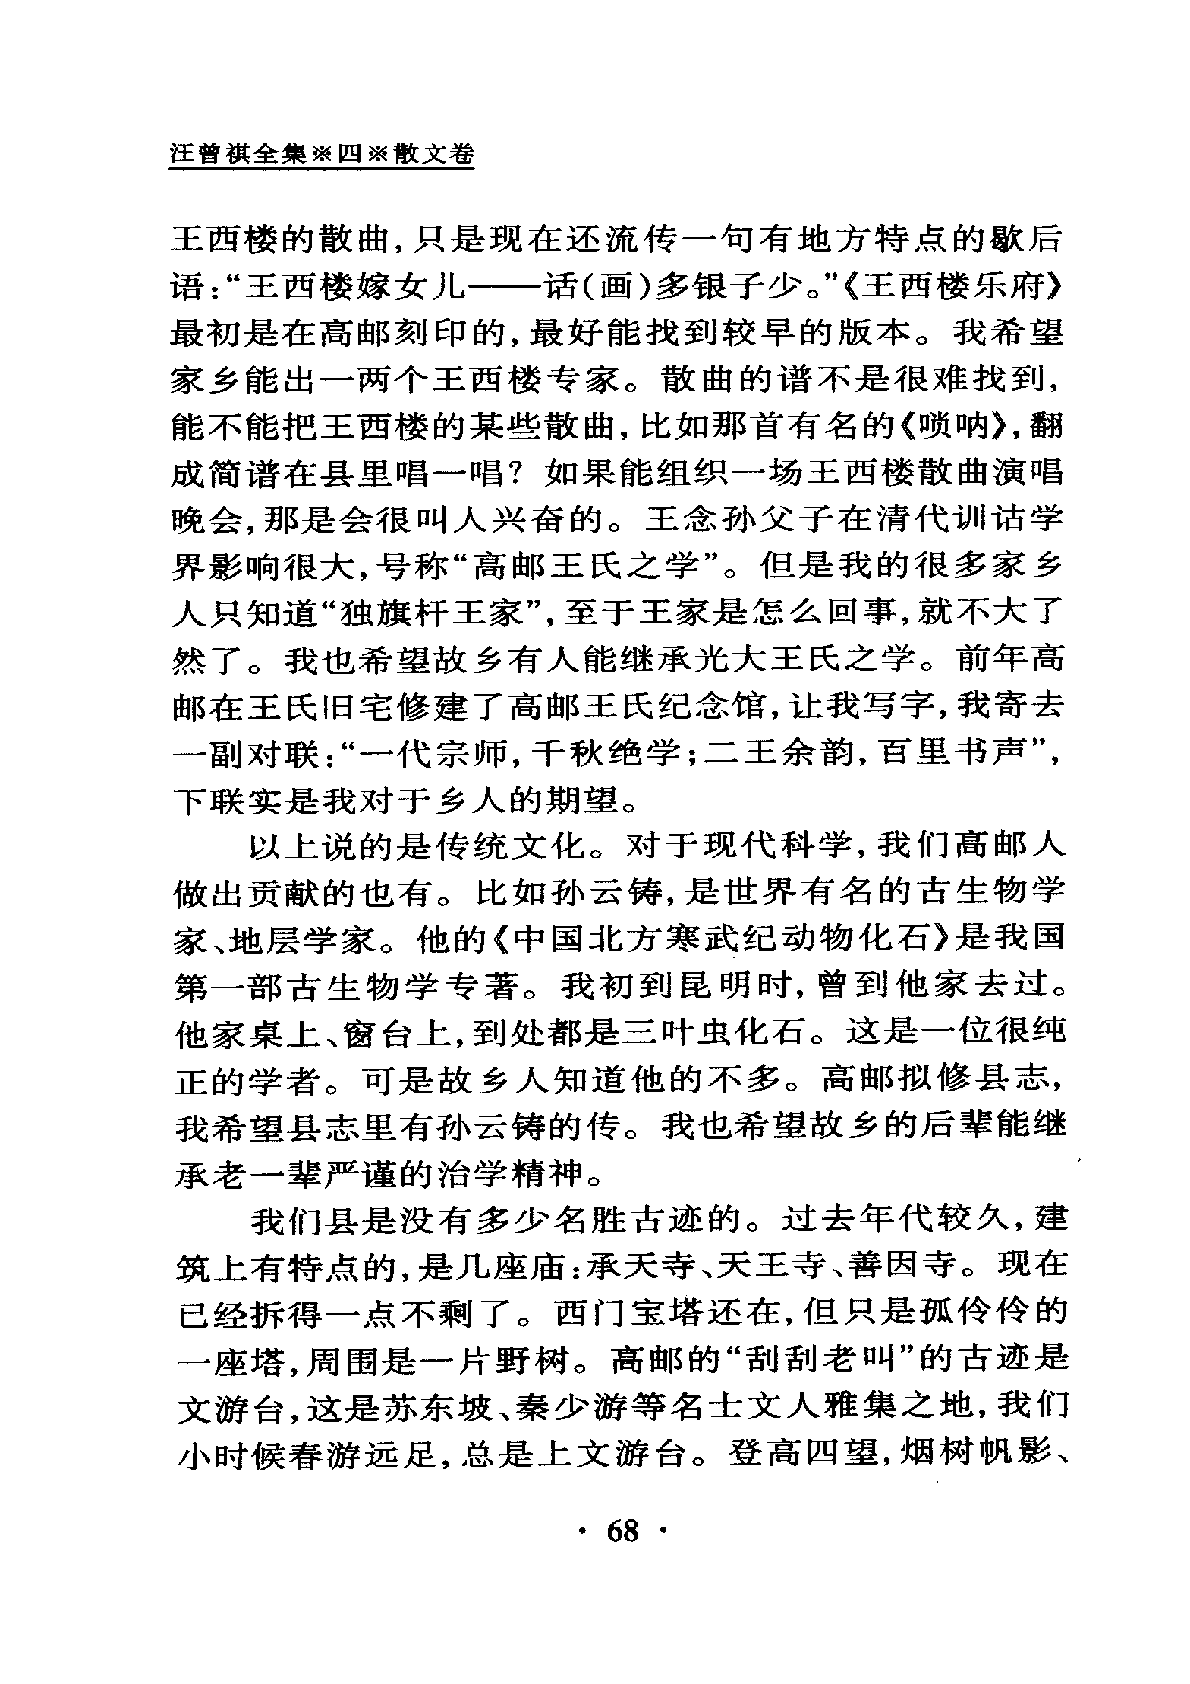 汪曾祺全集※四※散文卷
王西楼的散曲,只是现在还流传一句有地方特点的歇后
语:“王西楼嫁女儿——话(画)多银子少。”《王西楼乐府》
最初是在高邮刻印的,最好能找到较早的版本。我希望
家乡能出一两个王西楼专家。散曲的谱不是很难找到,
能不能把王西楼的某些散曲,比如那首有名的《唢呐》,翻
成简谱在县里唱一唱?如果能组织一场王西楼散曲演唱
晚会,那是会很叫人兴奋的。王念孙父子在清代训诂学
界影响很大,号称“高邮王氏之学”。但是我的很多家乡
人只知道“独旗杆王家”,至于王家是怎么回事,就不大了
然了。我也希望故乡有人能继承光大王氏之学。前年高
邮在王氏旧宅修建了高邮王氏纪念馆,让我写字,我寄去
一副对联:“一代宗师,千秋绝学;二王余韵,百里书声”,
下联实是我对于乡人的期望。
以上说的是传统文化。对于现代科学,我们高邮人
做出贡献的也有。比如孙云铸,是世界有名的古生物学
家、地层学家。他的《中国北方寒武纪动物化石》是我国
第一部古生物学专著。我初到昆明时,曾到他家去过。
他家桌上、窗台上,到处都是三叶虫化石。这是一位很纯
正的学者。可是故乡人知道他的不多。高邮拟修县志,
我希望县志里有孙云铸的传。我也希望故乡的后辈能继
承老一辈严谨的治学精神。
我们县是没有多少名胜古迹的。过去年代较久,建
筑上有特点的,是几座庙:承天寺、天王寺、善因寺。现在
已经拆得一点不剩了。西门宝塔还在,但只是孤伶伶的
一座塔,周围是一片野树。高邮的“刮刮老叫”的古迹是
文游台,这是苏东坡、秦少游等名士文人雅集之地,我们
小时候春游远足,总是上文游台。登高四望,烟树帆影、
· 68 ·